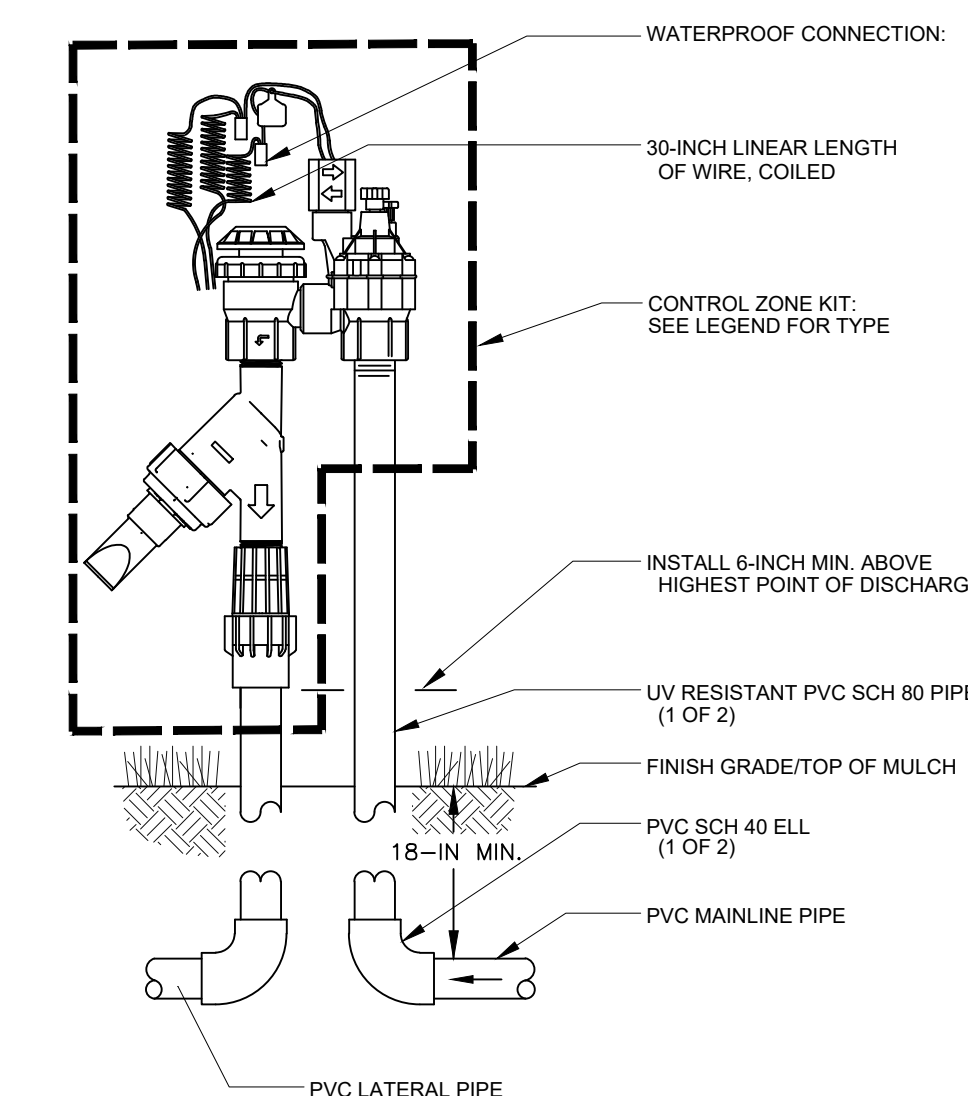 WATERPROOF CONNECTION:
30-INCH LINEAR LENGTH
OF WIRE, COILED
CONTROL ZONE KIT:
SEE LEGEND FOR TYPE
INSTALL 6-INCH MIN. ABOVE
HIGHEST POINT OF DISCHARG
UV RESISTANT PVC SCH 80 PIPE
(1 OF 2)
FINISH GRADE/TOP OF MULCH
PVC SCH 40 ELL
(1 OF 2)
18-IN MIN.
PVC MAINLINE PIPE
PVC LATERAL PIPE